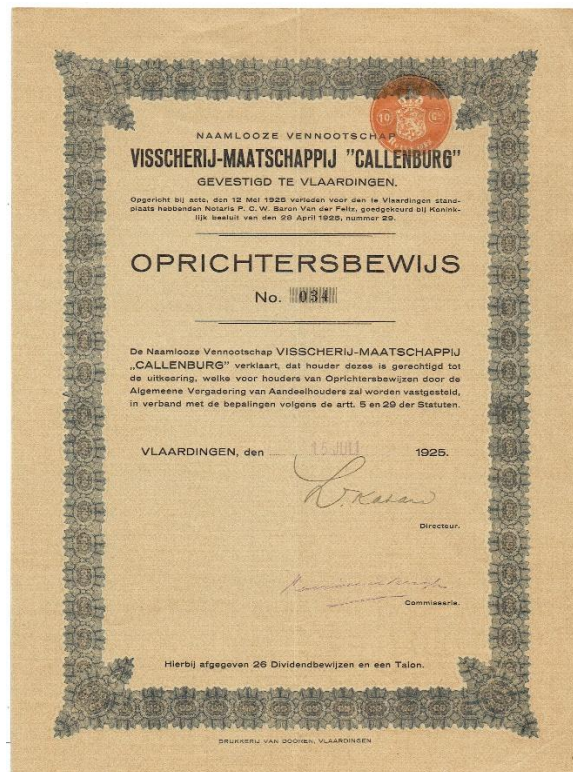 NAAMLOOZE VENNOOTSCHAP
VISSCHERIJ-MAATSCHAPPIJ "CALLENBURG"
GEVESTIGD TE VLAARDINGEN.
Opgericht bij acte, den 12 Mei 1925 verleden voor den te Vlaardingen stand-
plaats hebbenden Notaris P. C. W. Baron Van der Feltz, goedgekeurd bij Konink-
lijk besluit van den 28 April 1925, nummer 29.
OPRICHTERSBEWIJS
No. 034
De Naamlooze Vennootschap VISSCHERIJ-MAATSCHAPPIJ
„CALLENBURG" verklaart, dat houder dezes is gerechtigd tot
de uitkeering, welke voor houders van Oprichtersbewijzen door de
Algemeene Vergadering van Aandeelhouders zal worden vastgesteld,
in verband met de bepalingen volgens de artt. 5 en 29 der Statuten.
VLAARDINGEN, den 15 JULI 1925.
Directeur.
Commissaris.
Hierbij afgegeven 26 Dividendbewijzen en een Talon.
DRUKKERIJ VAN DOOREN, VLAARDINGEN